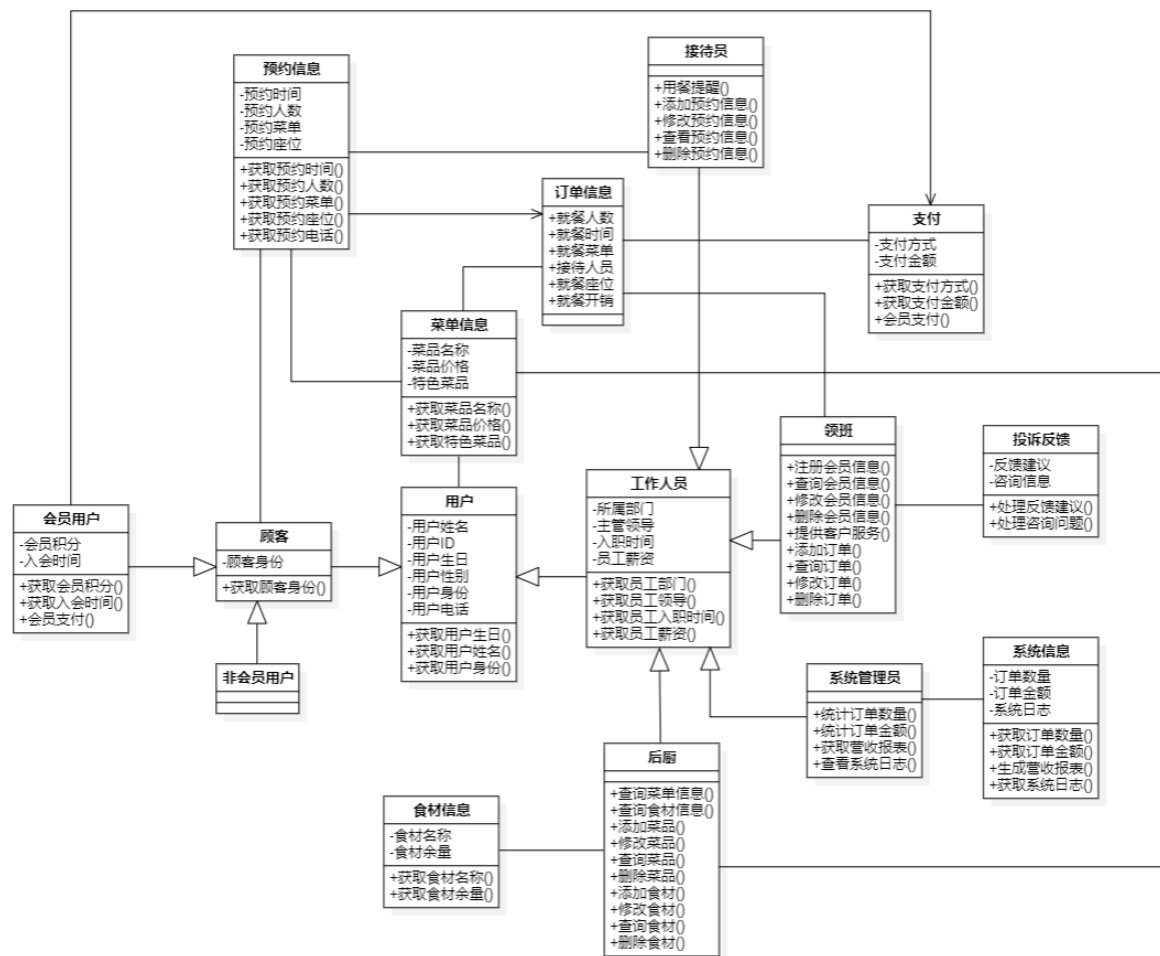 预约信息
-预约时间
-预约人数
-预约菜单
-预约座位
+获取预约时间()
+获取预约人数()
+获取预约菜单()
+获取预约座位()
+获取预约电话()
接待员
+用餐提醒()
+添加预约信息()
+修改预约信息()
+查看预约信息()
+删除预约信息()
订单信息
+就餐人数
+就餐时间
+就餐菜单
+接待人员
+就餐座位
+就餐开销
支付
-支付方式
-支付金额
+获取支付方式()
+获取支付金额()
+会员支付()
菜单信息
-菜品名称
-菜品价格
-特色菜品
+获取菜品名称()
+获取菜品价格()
+获取特色菜品()
领班
+注册会员信息()
+查询会员信息()
+修改会员信息()
+删除会员信息()
+提供客户服务()
+添加订单()
+查询订单()
+修改订单()
+删除订单()
投诉反馈
-反馈建议
-咨询信息
+处理反馈建议()
+处理咨询问题()
会员用户
-会员积分
-入会时间
+获取会员积分()
+获取入会时间()
+会员支付()
顾客
-顾客身份
+获取顾客身份()
用户
-用户姓名
-用户ID
-用户生日
-用户性别
-用户身份
-用户电话
+获取用户生日()
+获取用户姓名()
+获取用户身份()
工作人员
-所属部门
-主管领导
-入职时间
-员工薪资
+获取员工部门()
+获取员工领导()
+获取员工入职时间()
+获取员工薪资()
非会员用户
系统管理员
+统计订单数量()
+统计订单金额()
+获取营收报表()
+查看系统日志()
系统信息
-订单数量
-订单金额
-系统日志
+获取订单数量()
+获取订单金额()
+生成营收报表()
+获取系统日志()
食材信息
-食材名称
-食材余量
+获取食材名称()
+获取食材余量()
后厨
+查询菜单信息()
+查询食材信息()
+添加菜品()
+修改菜品()
+查询菜品()
+删除菜品()
+添加食材()
+修改食材()
+查询食材()
+删除食材()